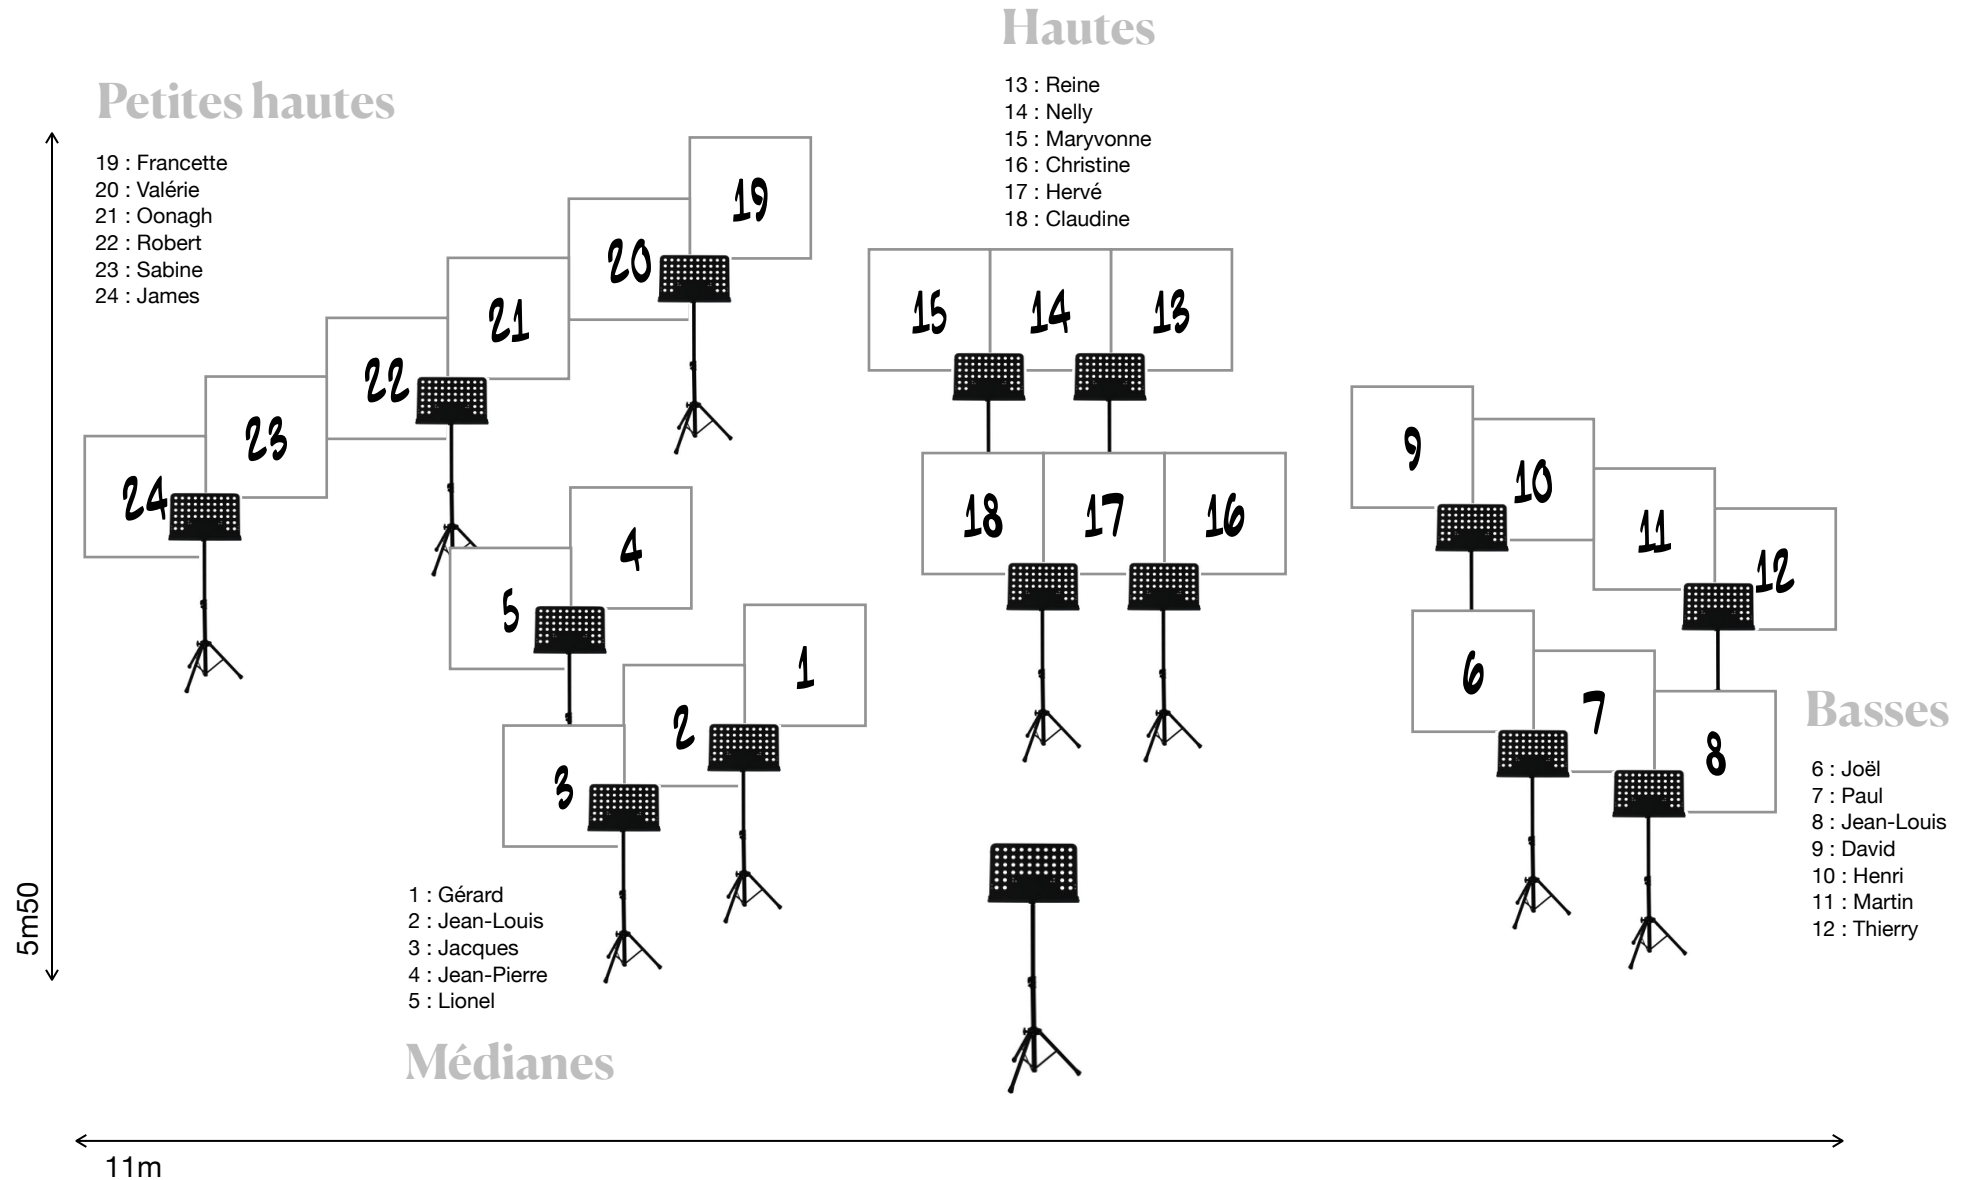 Hautes
13 : Reine
14 : Nelly
15 : Maryvonne
16 : Christine
17 : Hervé
18 : Claudine
Petites hautes
19 : Francette
20 : Valérie
21 : Oonagh
22 : Robert
23 : Sabine
24 : James
19
20
21
22
23
24
15 14 13
18 17 16
9
10
11
12
4
5
1
2
3
6
7
8
Basses
6 : Joël
7 : Paul
8 : Jean-Louis
9 : David
10 : Henri
11 : Martin
12 : Thierry
1 : Gérard
2 : Jean-Louis
3 : Jacques
4 : Jean-Pierre
5 : Lionel
Médianes
5m50
11m